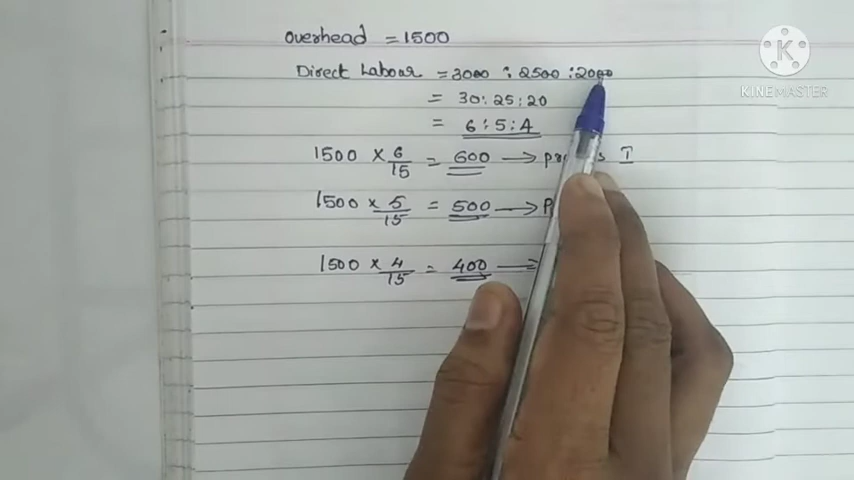 Overhead = 1500
Direct Labour = 3000 : 2500 : 2000
= 30 : 25 : 20
= 6 : 5 : 4
1500 × 6/15 = 600 → I
1500 × 5/15 = 500 →
1500 × 4/15 = 400 →
K
KINEMASTER